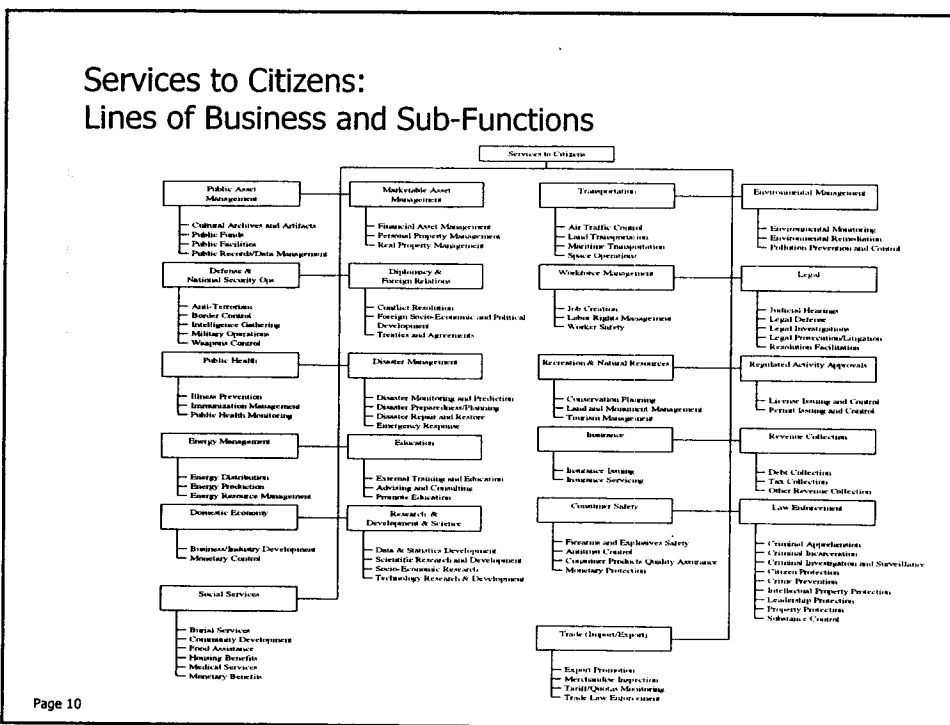 Services to Citizens:
Lines of Business and Sub-Functions
Services to Citizens
Public Asset
Management
Cultural Archives and Artifacts
Public Funds
Public Facilities
Public Records/Data Management
Marketable Asset
Management
Financial Asset Management
Personal Property Management
Real Property Management
Defense &
National Security Ops
Anti-Terrorism
Border Control
Intelligence Gathering
Military Operations
Weapons Control
Diplomacy &
Foreign Relations
Conflict Resolution
Foreign Socio-Economic and Political
Development
Treaties and Agreements
Public Health
Illness Prevention
Immunization Management
Public Health Monitoring
Disaster Management
Disaster Monitoring and Prediction
Disaster Preparedness/Planning
Disaster Repair and Restore
Emergency Response
Energy Management
Energy Distribution
Energy Production
Energy Resource Management
Education
External Training and Education
Advising and Consulting
Promote Education
Domestic Economy
Business/Industry Development
Monetary Control
Research &
Development & Science
Data & Statistics Development
Scientific Research and Development
Socio-Economic Research
Technology Research & Development
Social Services
Burial Services
Community Development
Food Assistance
Housing Benefits
Medical Services
Monetary Benefits
Transportation
Air Traffic Control
Land Transportation
Maritime Transportation
Space Operations
Environmental Management
Environmental Monitoring
Environmental Remediation
Pollution Prevention and Control
Workforce Management
Job Creation
Labor Rights Management
Worker Safety
Legal
Judicial Hearings
Legal Defense
Legal Investigations
Legal Prosecution/Litigation
Resolution Facilitation
Recreation & Natural Resources
Conservation Planning
Land and Monument Management
Tourism Management
Regulated Activity Approvals
License Issuing and Control
Permit Issuing and Control
Insurance
Insurance Issuing
Insurance Servicing
Revenue Collection
Debt Collection
Tax Collection
Other Revenue Collection
Consumer Safety
Firearms and Explosives Safety
Antitrust Control
Consumer Products Quality Assurance
Monetary Protection
Law Enforcement
Criminal Apprehension
Criminal Incarceration
Criminal Investigation and Surveillance
Citizen Protection
Crime Prevention
Intellectual Property Protection
Leadership Protection
Property Protection
Substance Control
Trade (Import/Export)
Export Promotion
Merchandise Inspection
Tariff/Quotas Monitoring
Trade Law Enforcement
Page 10